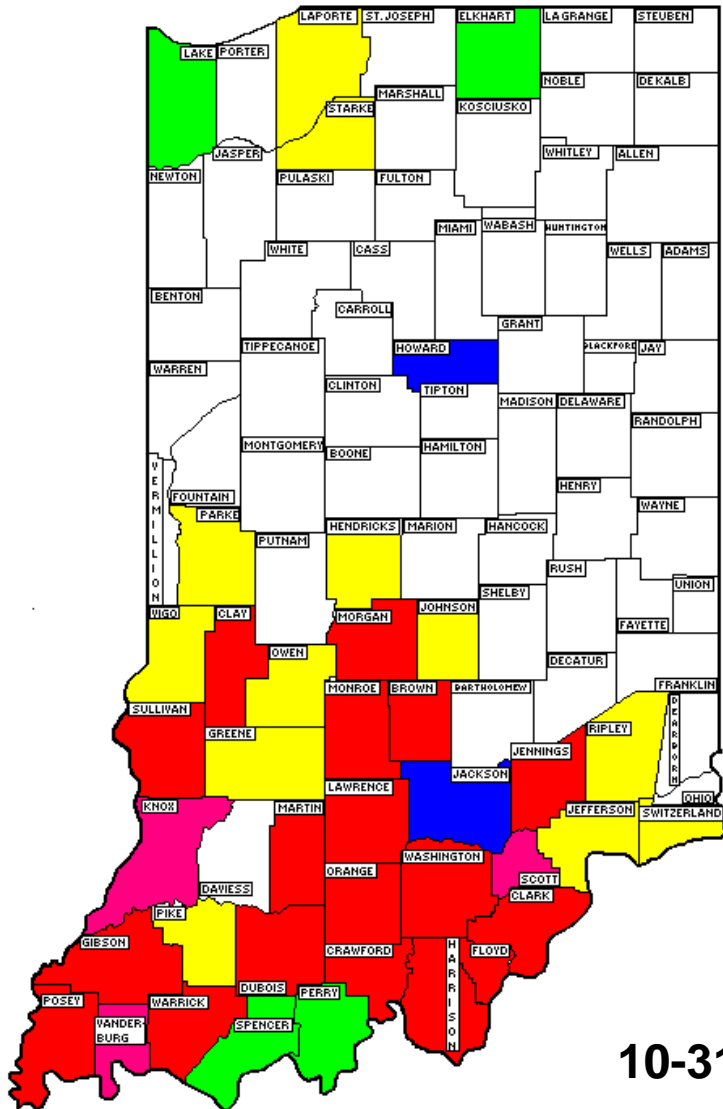 LAPORTE
ST. JOSEPH
ELKHART
LAGRANGE
STEUBEN
LAKE
PORTER
NOBLE
DEKALB
MARSHALL
STARKE
KOSCIUSKO
JASPER
WHITLEY
ALLEN
NEWTON
PULASKI
FULTON
MIAMI
WABASH
HUNTINGTON
WHITE
CASS
WELLS
ADAMS
BENTON
CARROLL
GRANT
TIPPECANOE
HOWARD
BLACKFORD
JAY
WARREN
CLINTON
TIPTON
MADISON
DELAWARE
RANDOLPH
MONTGOMERY
BOONE
HAMILTON
VERMILLION
HENRY
FOUNTAIN
WAYNE
PARKE
HENDRICKS
MARION
HANCOCK
PUTNAM
RUSH
UNION
SHELBY
VIGO
CLAY
MORGAN
JOHNSON
FAYETTE
OWEN
DECATUR
MONROE
BROWN
BARTHOLOMEW
FRANKLIN
SULLIVAN
DEARBORN
GREENE
RIPLEY
JENNINGS
JACKSON
LAWRENCE
OHIO
KNOX
MARTIN
JEFFERSON
SWITZERLAND
WASHINGTON
ORANGE
SCOTT
DAVIESS
CLARK
PIKE
GIBSON
CRAWFORD
HARRISON
FLOYD
DUBOIS
PERRY
POSEY
WARRICK
VANDER-
BURG
SPENCER
10-31